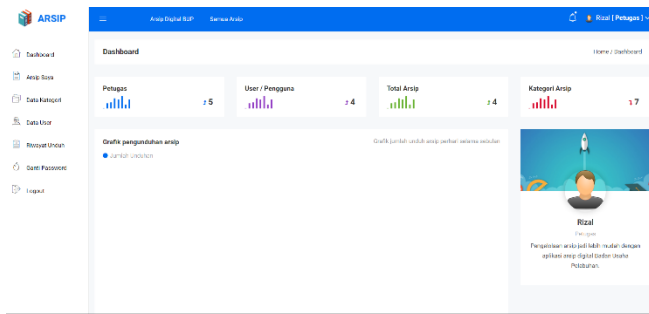 ARSIP
Arsip Digital BUP
Semua Arsip
Rizal [ Petugas ]
Dashboard
Arsip Saya
Data Kategori
Data User
Riwayat Unduh
Ganti Password
Logout
Dashboard
Home / Dashboard
Petugas
5
User / Pengguna
4
Total Arsip
4
Kategori Arsip
7
Grafik pengunduhan arsip
Grafik jumlah unduh arsip perhari selama sebulan
Jumlah Unduhan
Rizal
Petugas
Pengelolaan arsip jadi lebih mudah dengan
aplikasi arsip digital Badan Usaha
Pelabuhan.